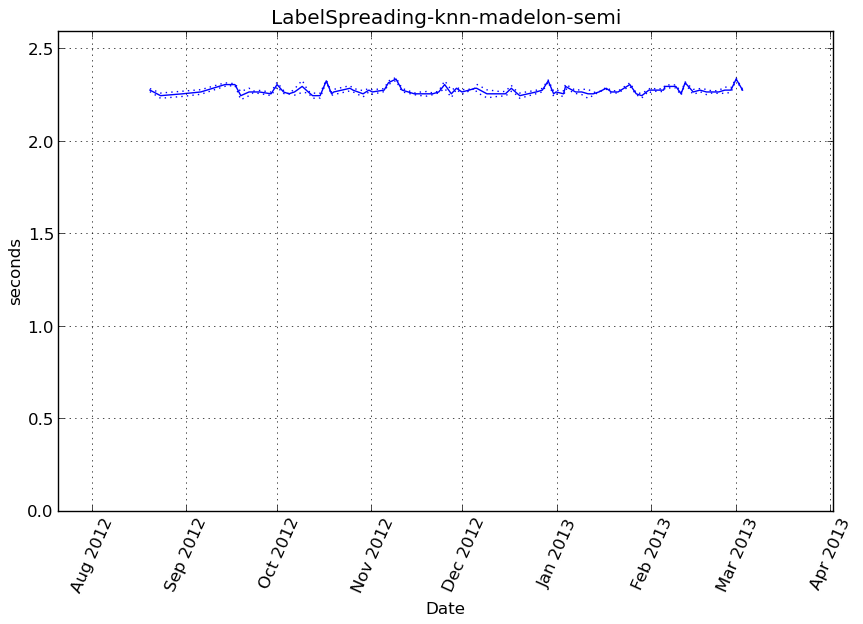 LabelSpreading-knn-madelon-semi
2.5
2.0
1.5
1.0
0.5
0.0
seconds
Aug 2012
Sep 2012
Oct 2012
Nov 2012
Dec 2012
Jan 2013
Feb 2013
Mar 2013
Apr 2013
Date